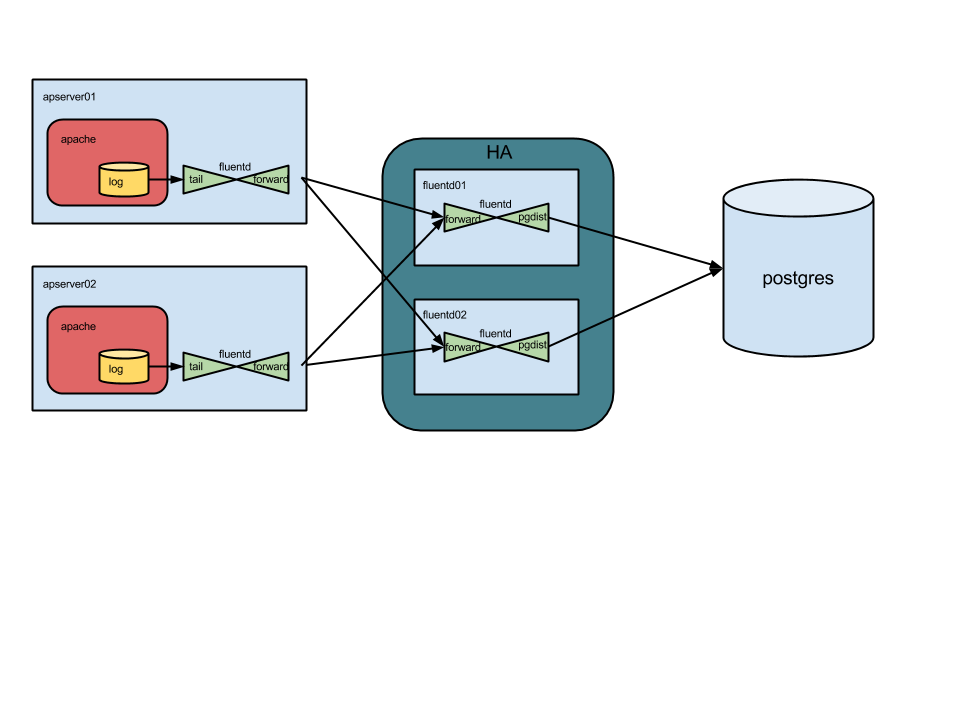 apserver01
apache
log
tail
fluentd
forward
apserver02
apache
log
tail
fluentd
forward
HA
fluentd01
fluentd
forward
pgdist
fluentd02
fluentd
forward
pgdist
postgres